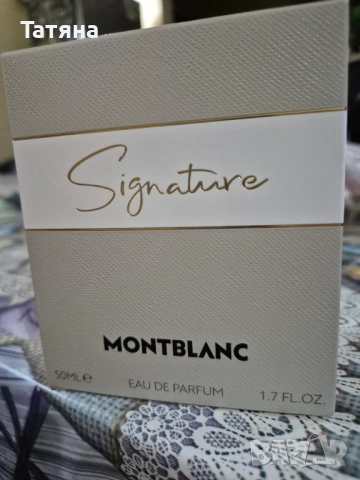 Татяна
Signature
MONTBLANC
50ML℮ EAU DE PARFUM 1.7 FL.OZ.